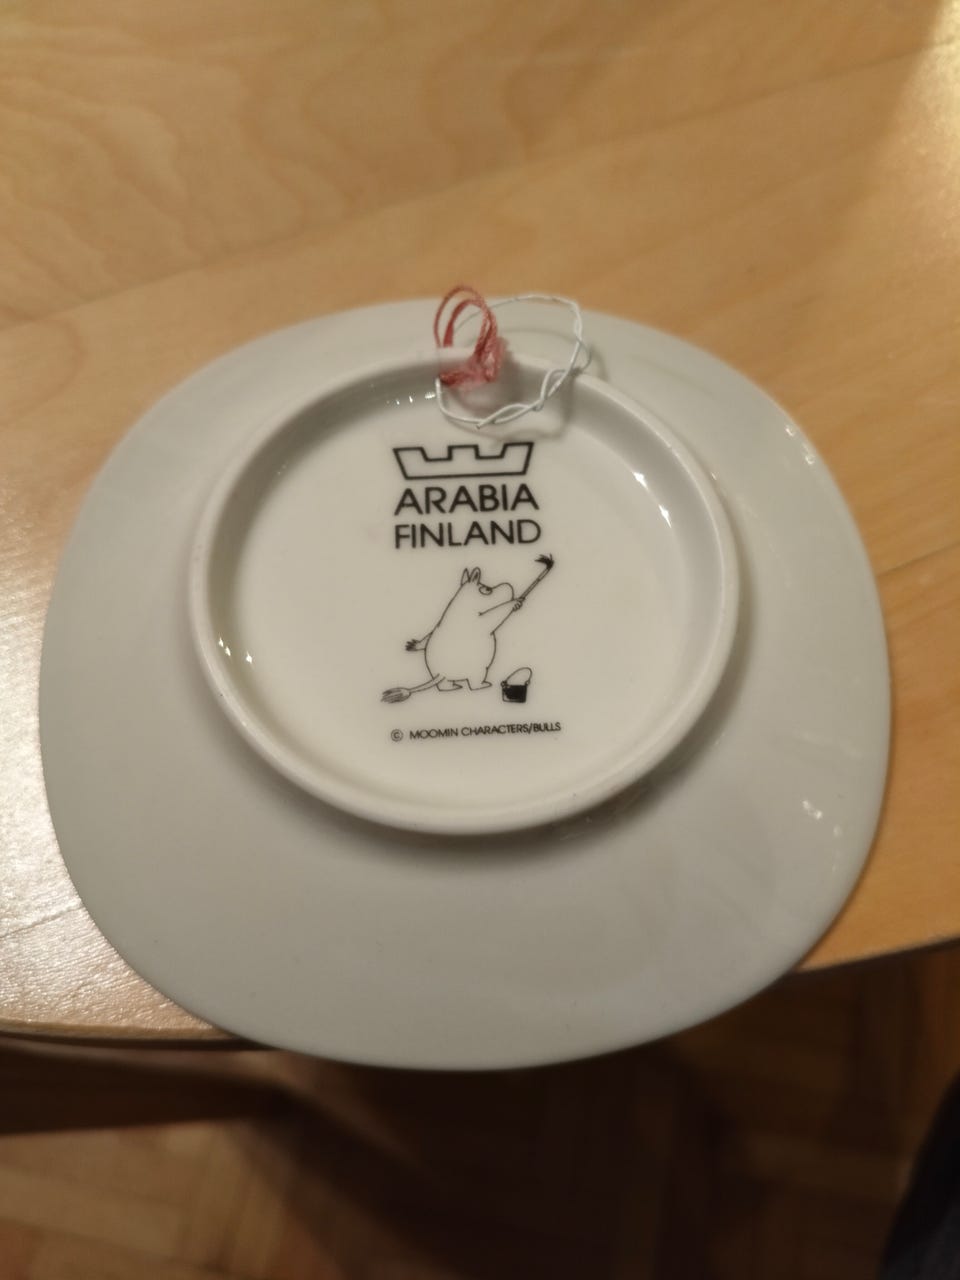 ARABIA
FINLAND
© MOOMIN CHARACTERS/BULLS